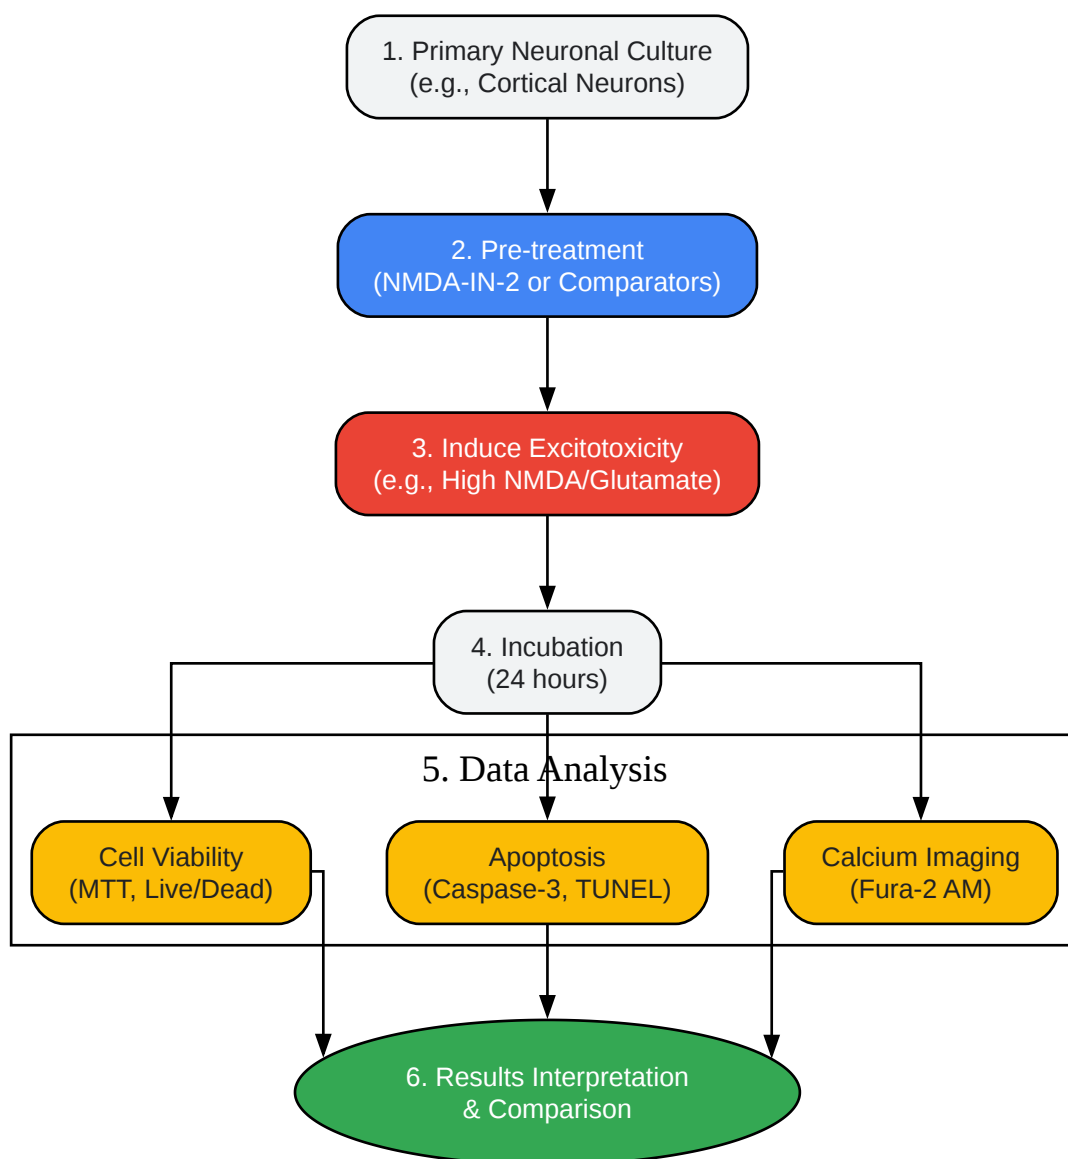 1. Primary Neuronal Culture
(e.g., Cortical Neurons)
2. Pre-treatment
(NMDA-IN-2 or Comparators)
3. Induce Excitotoxicity
(e.g., High NMDA/Glutamate)
4. Incubation
(24 hours)
5. Data Analysis
Cell Viability
(MTT, Live/Dead)
Apoptosis
(Caspase-3, TUNEL)
Calcium Imaging
(Fura-2 AM)
6. Results Interpretation
& Comparison